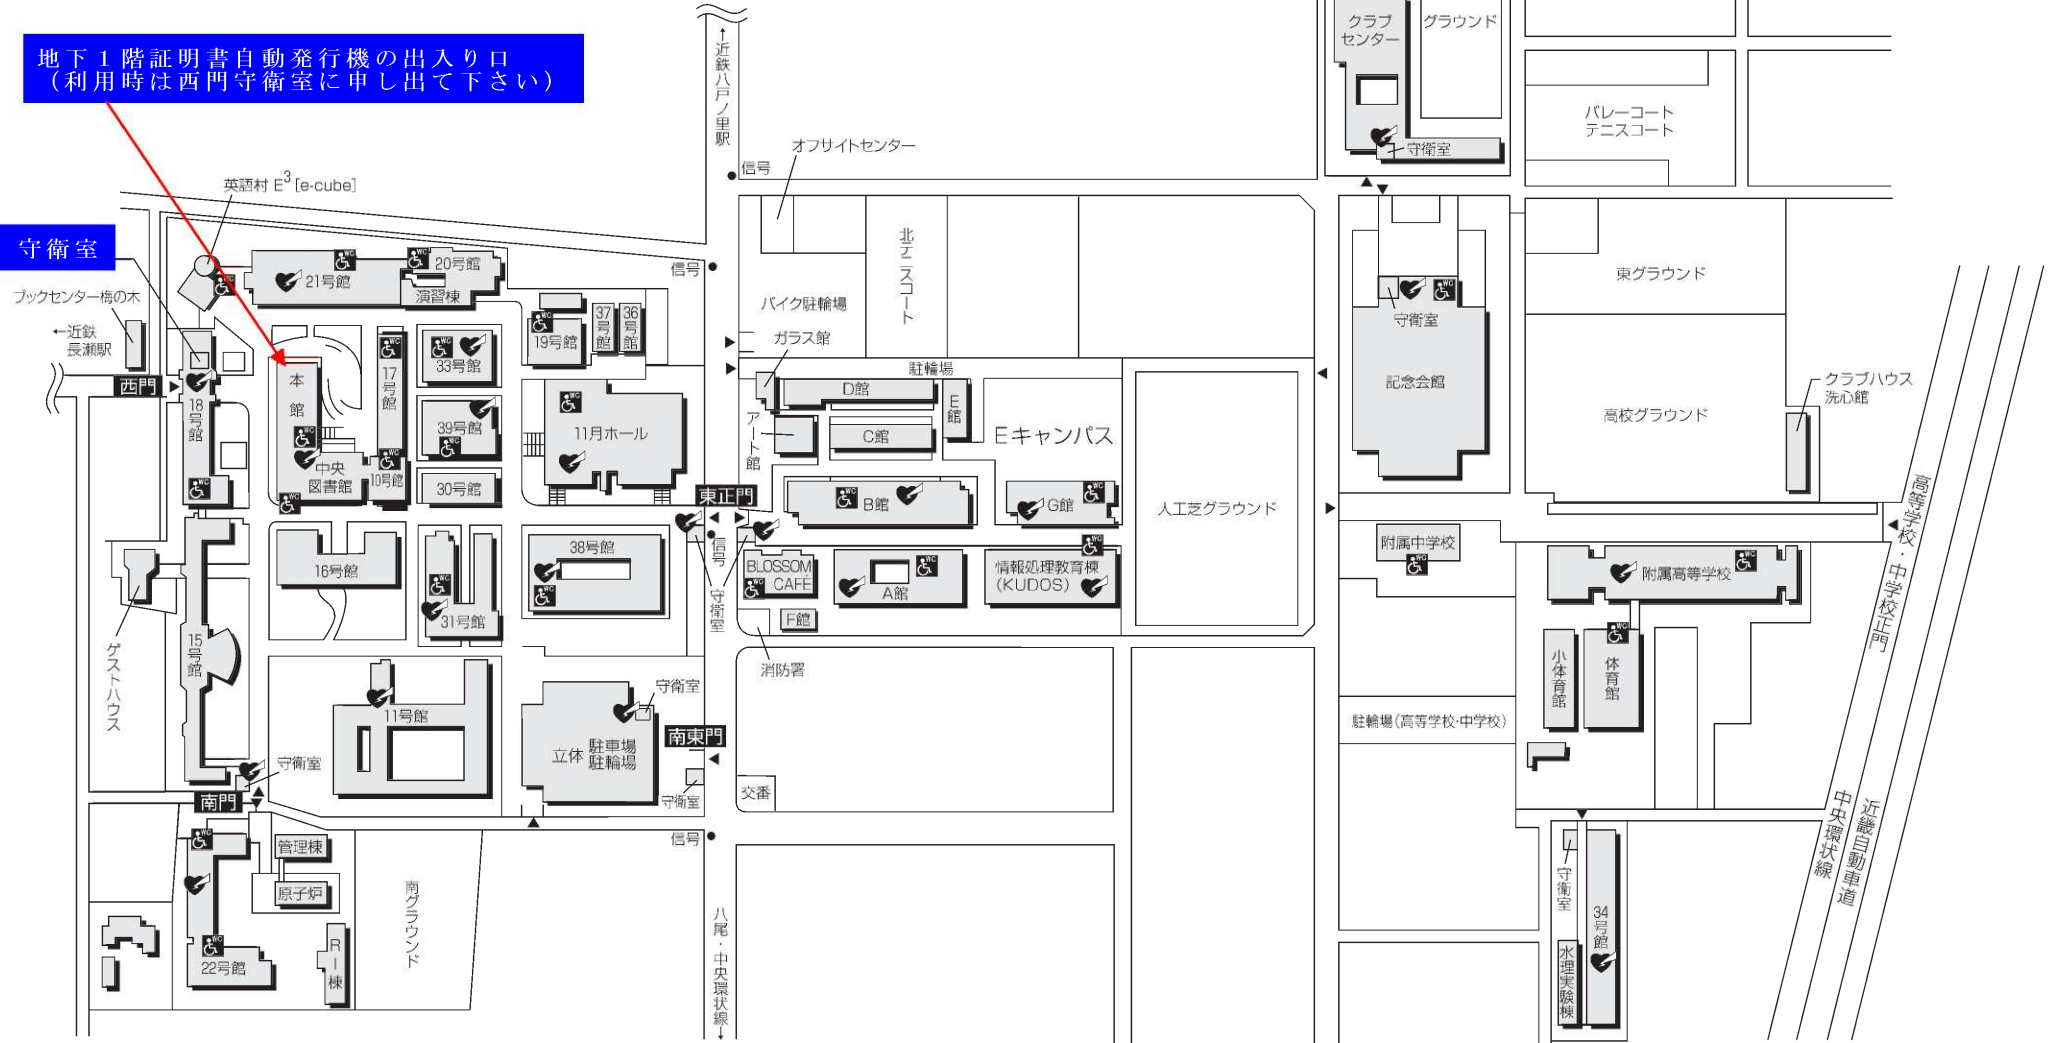 地下１階証明書自動発行機の出入り口
（利用時は西門守衛室に申し出て下さい）
守衛室
英語村 E³ [e-cube]
ブックセンター梅の木
←近鉄
長瀬駅
西門
21号館
20号館
演習棟
19号館
37号館
36号館
33号館
17号館
本館
18号館
39号館
中央
図書館
10号館
30号館
11月ホール
16号館
31号館
38号館
15号館
ゲストハウス
11号館
立体
駐車場
駐輪場
守衛室
守衛室
南東門
守衛室
南門
管理棟
原子炉
22号館
RI棟
南グラウンド
←近鉄八戸ノ里駅
信号
信号
信号
信号
東正門
守衛室
八尾・中央環状線→
オフサイトセンター
バイク駐輪場
北テニスコート
ガラス館
駐輪場
D館
E館
C館
アート館
Eキャンパス
B館
G館
BLOSSOM
CAFÉ
A館
F館
情報処理教育棟
(KUDOS)
消防署
交番
人工芝グラウンド
クラブ
センター
グラウンド
守衛室
バレーコート
テニスコート
守衛室
記念会館
東グラウンド
高校グラウンド
クラブハウス
洗心館
附属中学校
附属高等学校
小体育館
体育館
駐輪場(高等学校・中学校)
高等学校・中学校正門
中央環状線
近畿自動車道
守衛室
34号館
水理実験棟